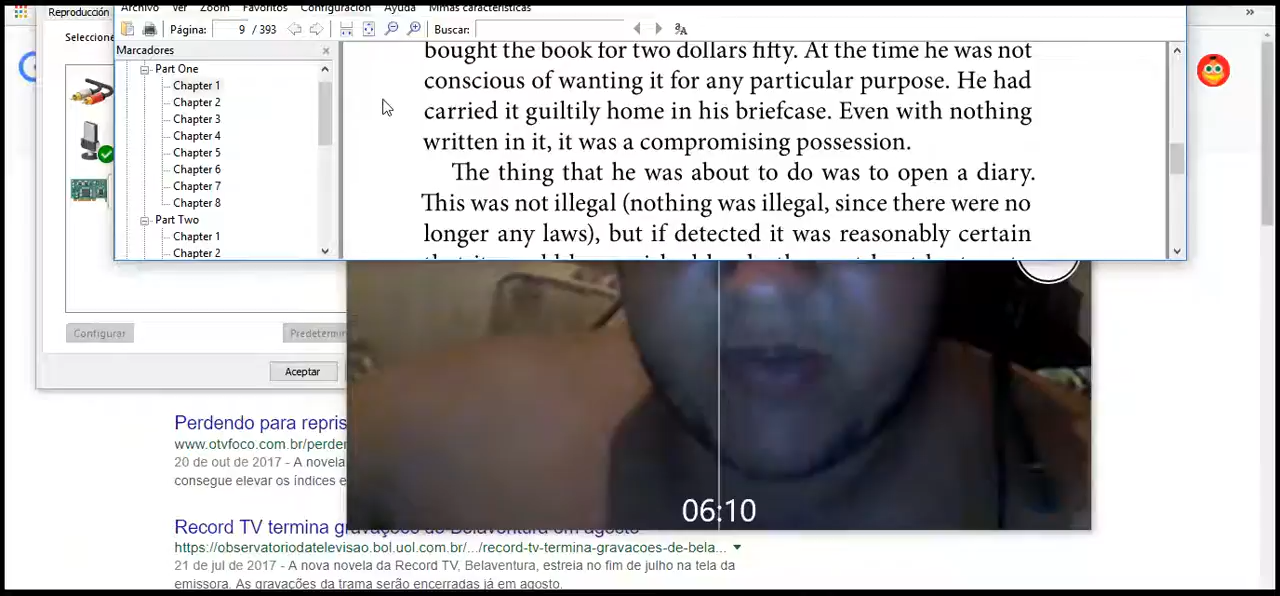 Archivo Ver Zoom Favoritos Configuración Ayuda Mimas características
Reproducción
»
Página: 9 / 393 Buscar:
Seleccione
Marcadores
Part One
Chapter 1
Chapter 2
Chapter 3
Chapter 4
Chapter 5
Chapter 6
Chapter 7
Chapter 8
Part Two
Chapter 1
Chapter 2
bought the book for two dollars fifty. At the time he was not
conscious of wanting it for any particular purpose. He had
carried it guiltily home in his briefcase. Even with nothing
written in it, it was a compromising possession.
The thing that he was about to do was to open a diary.
This was not illegal (nothing was illegal, since there were no
longer any laws), but if detected it was reasonably certain
Configurar
Predetermin
Aceptar
Perdendo para repris
www.otvfoco.com.br/perder
20 de out de 2017 - A novela
consegue elevar os índices e
06:10
Record TV termina gravações de Belaventura em agosto
https://observatoriodatelevisao.bol.uol.com.br/.../record-tv-termina-gravacoes-de-bela...
21 de jul de 2017 - A nova novela da Record TV, Belaventura, estreia no fim de julho na tela da
emissora. As gravações da trama serão encerradas já em agosto.